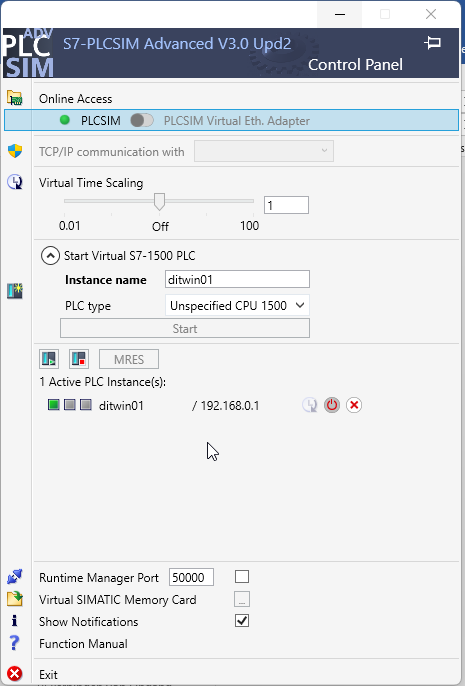 ADV
PLC
SIM
S7-PLCSIM Advanced V3.0 Upd2
Control Panel
Online Access
PLCSIM PLCSIM Virtual Eth. Adapter
TCP/IP communication with
Virtual Time Scaling
1
0.01 Off 100
Start Virtual S7-1500 PLC
Instance name ditwin01
PLC type Unspecified CPU 1500
Start
MRES
1 Active PLC Instance(s):
ditwin01 / 192.168.0.1
Runtime Manager Port 50000
Virtual SIMATIC Memory Card ...
Show Notifications
Function Manual
Exit